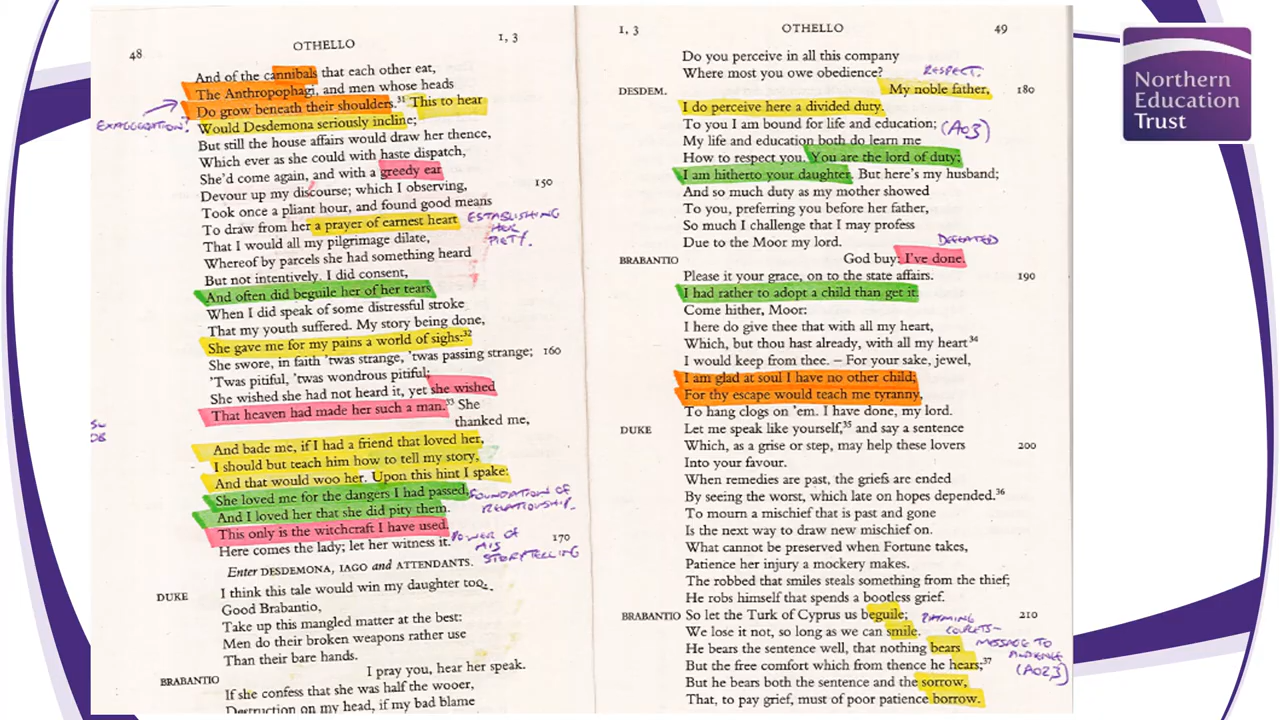 48
OTHELLO
1, 3
And of the cannibals that each other eat,
The Anthropophagi, and men whose heads
Do grow beneath their shoulders.31 This to hear
EXAGGERATION?
Would Desdemona seriously incline;
But still the house affairs would draw her thence,
Which ever as she could with haste dispatch,
She'd come again, and with a greedy ear
Devour up my discourse; which I observing,
150
Took once a pliant hour, and found good means
To draw from her a prayer of earnest heart
ESTABLISHING
HER
PIETY.
That I would all my pilgrimage dilate,
Whereof by parcels she had something heard
But not intentively. I did consent,
And often did beguile her of her tears
When I did speak of some distressful stroke
That my youth suffered. My story being done,
She gave me for my pains a world of sighs:32
She swore, in faith 'twas strange, 'twas passing strange;
160
'Twas pitiful, 'twas wondrous pitiful;
She wished she had not heard it, yet she wished
That heaven had made her such a man.33 She
thanked me,
And bade me, if I had a friend that loved her,
I should but teach him how to tell my story,
And that would woo her. Upon this hint I spake:
She loved me for the dangers I had passed,
And I loved her that she did pity them.
FOUNDATION OF
RELATIONSHIP.
This only is the witchcraft I have used.
Here comes the lady; let her witness it.
170
POWER OF
HIS
STORYTELLING
Enter DESDEMONA, IAGO and ATTENDANTS.
DUKE I think this tale would win my daughter too.
Good Brabantio,
Take up this mangled matter at the best:
Men do their broken weapons rather use
Than their bare hands.
BRABANTIO I pray you, hear her speak.
If she confess that she was half the wooer,
Destruction on my head, if my bad blame
1, 3
OTHELLO
49
Do you perceive in all this company
Where most you owe obedience?
RESPECT.
DESDEM. My noble father,
180
I do perceive here a divided duty.
To you I am bound for life and education;
(AO3)
My life and education both do learn me
How to respect you. You are the lord of duty;
I am hitherto your daughter. But here's my husband;
And so much duty as my mother showed
To you, preferring you before her father,
So much I challenge that I may profess
Due to the Moor my lord.
DEFEATED
BRABANTIO God buy: I've done.
Please it your grace, on to the state affairs.
190
I had rather to adopt a child than get it.
Come hither, Moor:
I here do give thee that with all my heart,
Which, but thou hast already, with all my heart34
I would keep from thee. – For your sake, jewel,
I am glad at soul I have no other child;
For thy escape would teach me tyranny,
To hang clogs on 'em. I have done, my lord.
DUKE Let me speak like yourself,35 and say a sentence
Which, as a grise or step, may help these lovers
200
Into your favour.
When remedies are past, the griefs are ended
By seeing the worst, which late on hopes depended.36
To mourn a mischief that is past and gone
Is the next way to draw new mischief on.
What cannot be preserved when Fortune takes,
Patience her injury a mockery makes.
The robbed that smiles steals something from the thief;
He robs himself that spends a bootless grief.
BRABANTIO So let the Turk of Cyprus us beguile;
210
We lose it not, so long as we can smile.
He bears the sentence well, that nothing bears
But the free comfort which from thence he hears;37
But he bears both the sentence and the sorrow,
That, to pay grief, must of poor patience borrow.
RHYMING
COUPLETS–
MESSAGE TO
AUDIENCE
(AO23)
Northern
Education
Trust